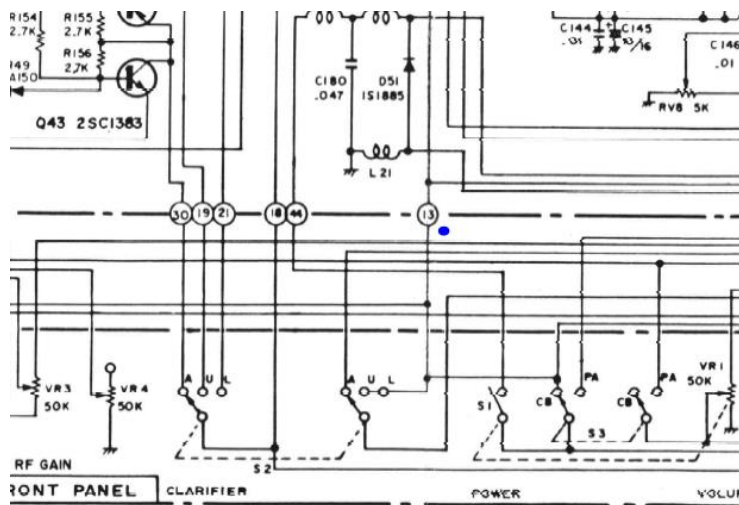 R154
2.7K
R155
2.7K
R156
2.7K
A150
Q43 2SC1383
C180
.047
D51
1S1885
L21
C144
C145
10/16
C146
.01
RV8 5K
30
19
21
18
44
13
A U L
A U L
PA
PA
CB
CB
S1
S3
S2
VR3
50K
VR4
50K
VR1
50K
RF GAIN
RONT PANEL
CLARIFIER
POWER
VOLU